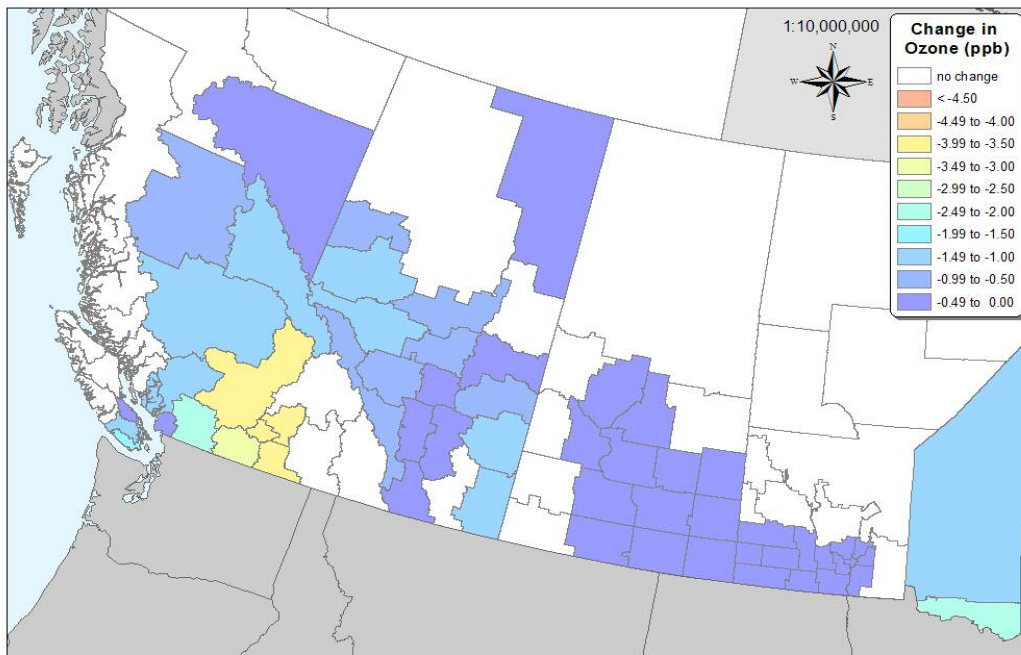 1:10,000,000
N
W E
S
Change in
Ozone (ppb)
no change
< -4.50
-4.49 to -4.00
-3.99 to -3.50
-3.49 to -3.00
-2.99 to -2.50
-2.49 to -2.00
-1.99 to -1.50
-1.49 to -1.00
-0.99 to -0.50
-0.49 to 0.00